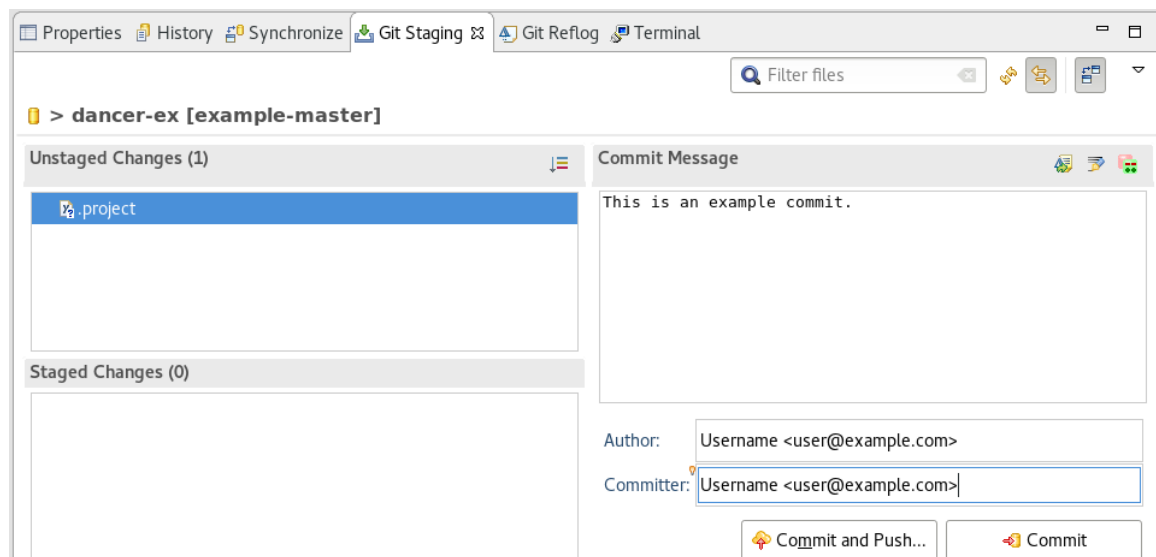 Properties History Synchronize Git Staging Git Reflog Terminal
Filter files
> dancer-ex [example-master]
Unstaged Changes (1)
.project
Staged Changes (0)
Commit Message
This is an example commit.
Author: Username <user@example.com>
Committer: Username <user@example.com>
Commit and Push... Commit